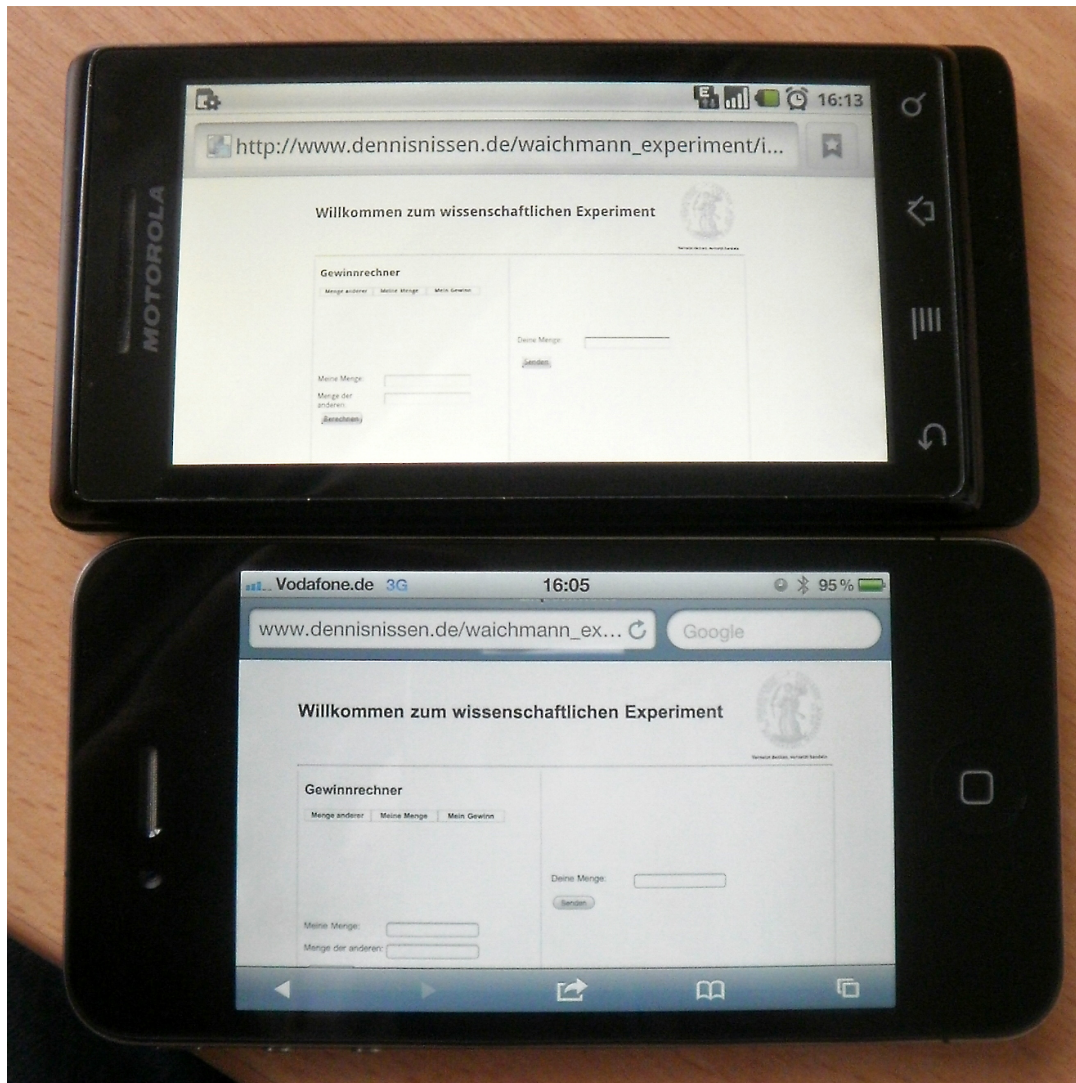 MOTOROLA
E 16:13
http://www.dennisnissen.de/waichmann_experiment/i...
Willkommen zum wissenschaftlichen Experiment
Gewinnrechner
Menge anderer Meine Menge Mein Gewinn
Deine Menge:
Senden
Meine Menge:
Menge der
anderen:
Berechnen
Vodafone.de 3G 16:05 95%
www.dennisnissen.de/waichmann_ex... Google
Willkommen zum wissenschaftlichen Experiment
Gewinnrechner
Menge anderer Meine Menge Mein Gewinn
Deine Menge:
Senden
Meine Menge:
Menge der anderen: